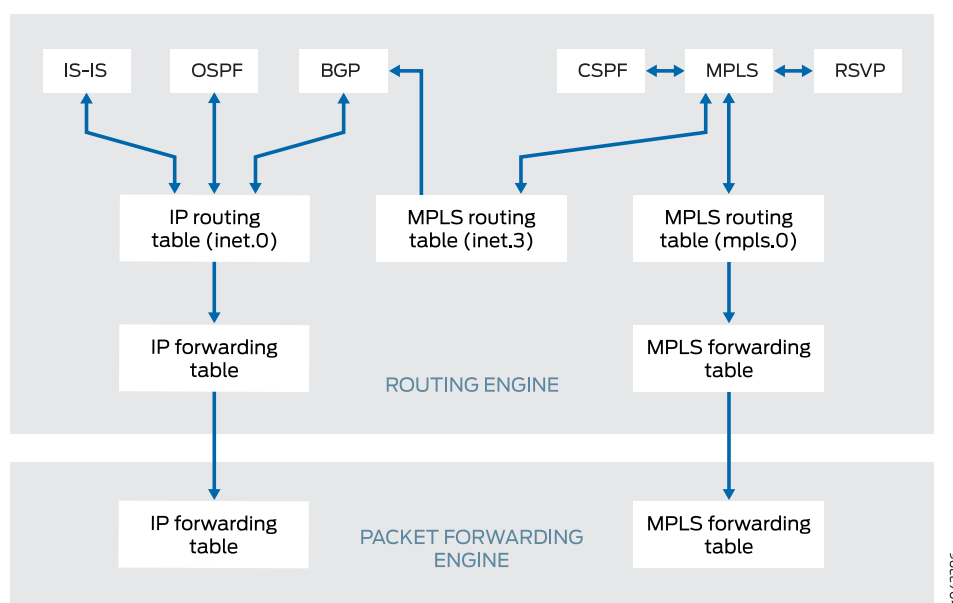 IS-IS
OSPF
BGP
CSPF
MPLS
RSVP
IP routing
table (inet.0)
MPLS routing
table (inet.3)
MPLS routing
table (mpls.0)
IP forwarding
table
MPLS forwarding
table
ROUTING ENGINE
IP forwarding
table
PACKET FORWARDING
ENGINE
MPLS forwarding
table